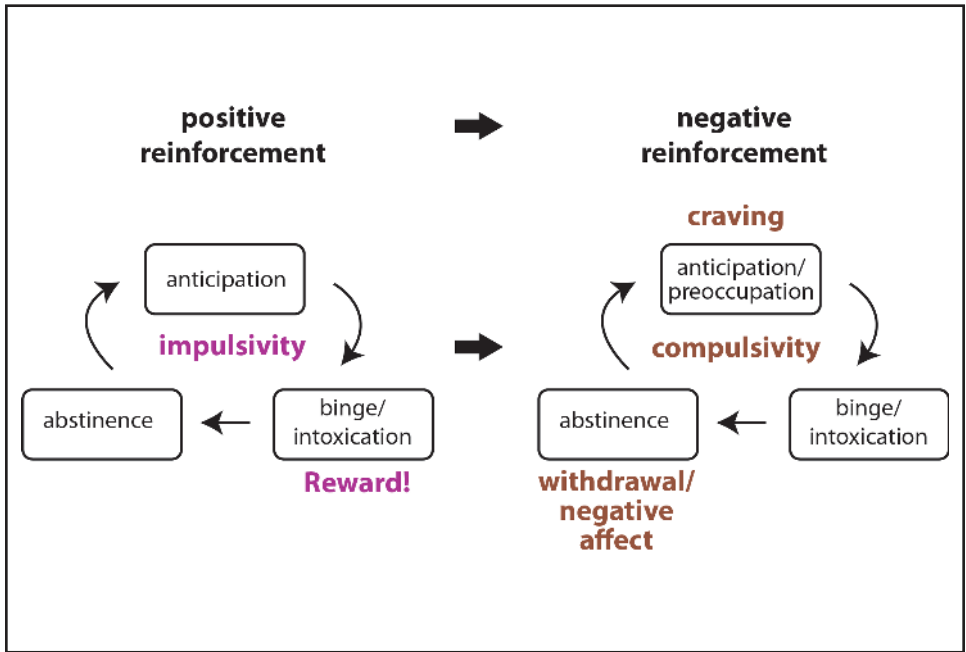 positive
reinforcement
negative
reinforcement
craving
anticipation
anticipation/
preoccupation
impulsivity
compulsivity
abstinence
binge/
intoxication
abstinence
binge/
intoxication
Reward!
withdrawal/
negative
affect